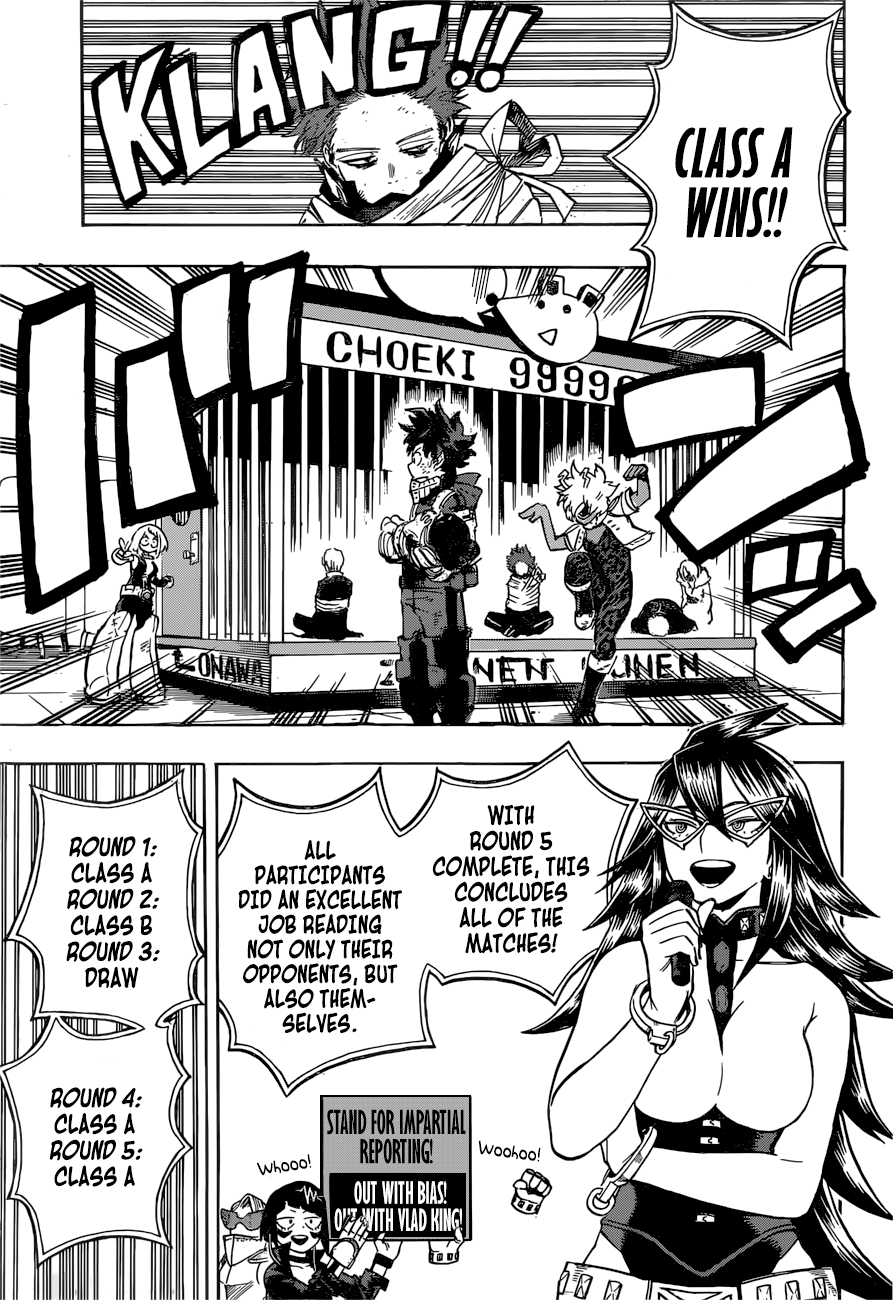 KLANG!!
CLASS A
WINS!!
CHOEKI 9999
ONAWA
NEN
UNEN
WITH
ROUND 5
COMPLETE, THIS
CONCLUDES
ALL OF THE
MATCHES!
ALL
PARTICIPANTS
DID AN EXCELLENT
JOB READING
NOT ONLY THEIR
OPPONENTS, BUT
ALSO THEM-
SELVES.
Whooo!
STAND FOR IMPARTIAL
REPORTING!
OUT WITH BIAS!
OUT WITH VLAD KING!
Woohoo!
ROUND 1:
CLASS A
ROUND 2:
CLASS B
ROUND 3:
DRAW
ROUND 4:
CLASS A
ROUND 5:
CLASS A